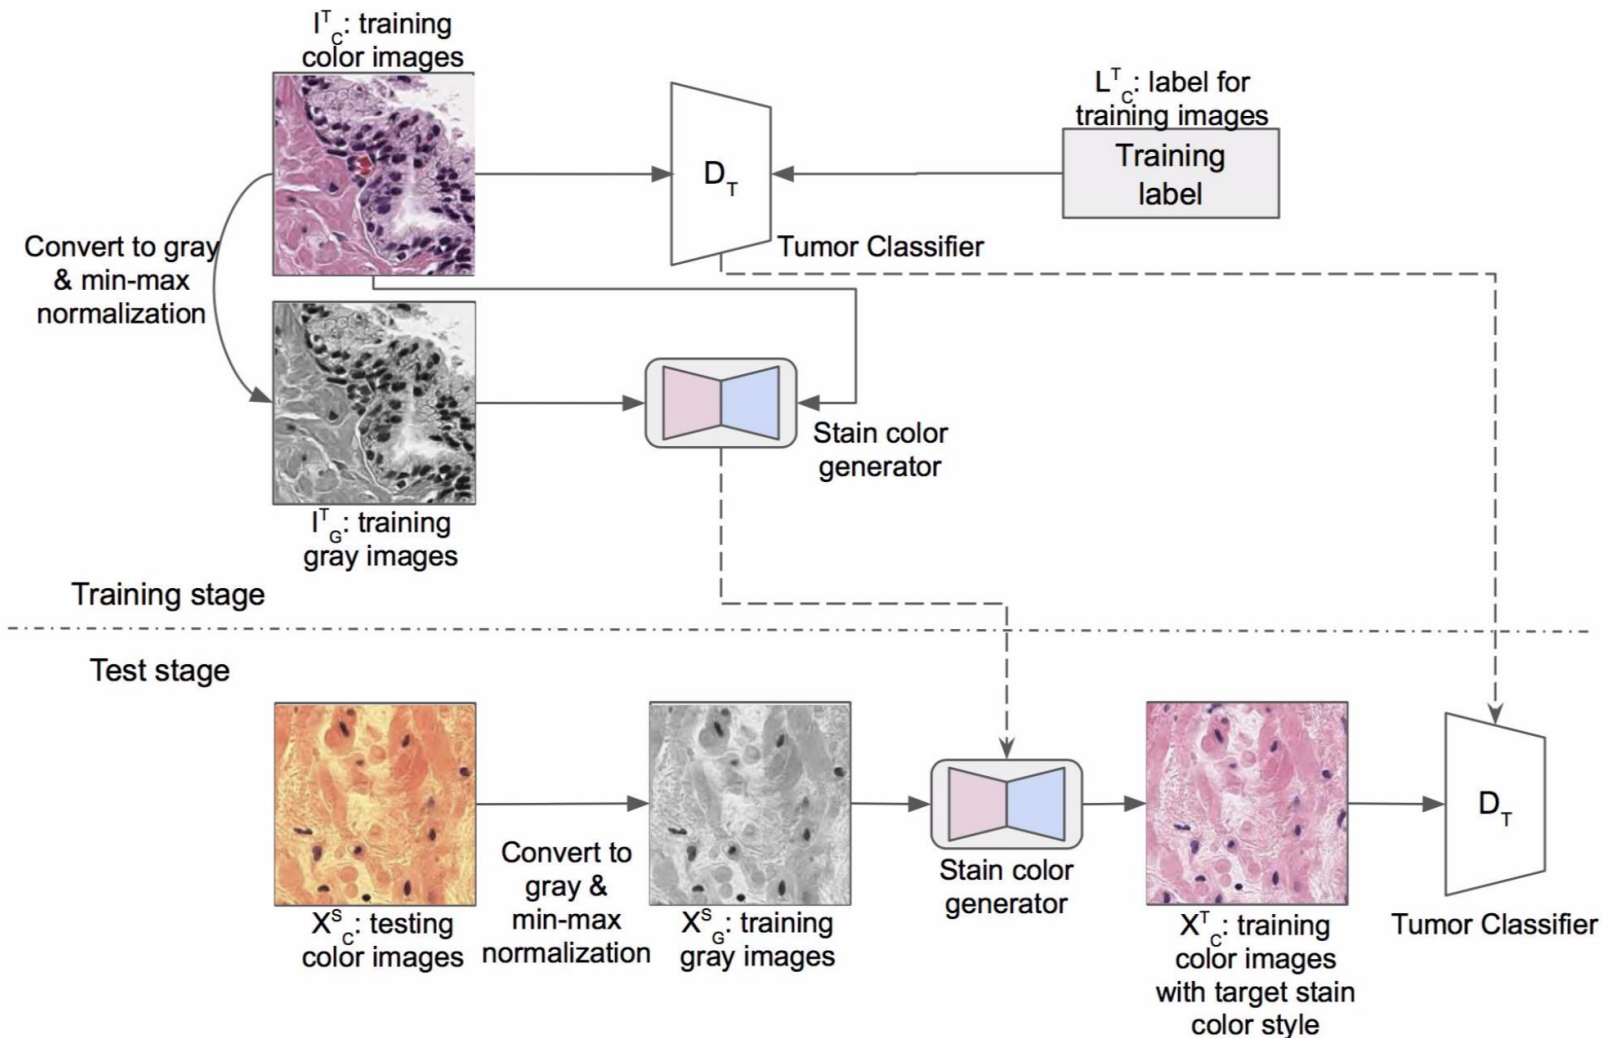 I^T_C: training
color images
L^T_C: label for
training images
Training
label
D_T
Tumor Classifier
Convert to gray
& min-max
normalization
Stain color
generator
I^T_G: training
gray images
Training stage
Test stage
X^S_C: testing
color images
Convert to
gray &
min-max
normalization
X^S_G: training
gray images
Stain color
generator
X^T_C: training
color images
with target stain
color style
D_T
Tumor Classifier